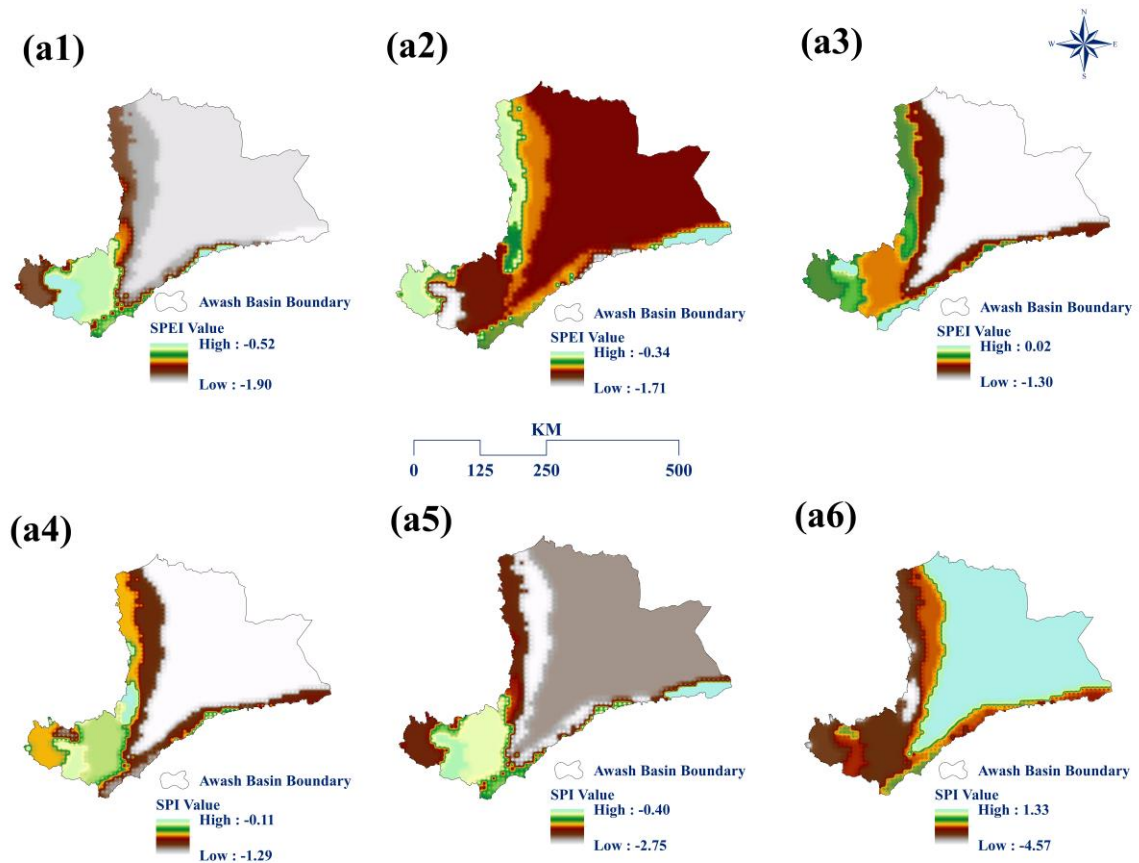 (a1)
(a2)
(a3)
N
W
E
S
Awash Basin Boundary
SPEI Value
High : -0.52
Low : -1.90
Awash Basin Boundary
SPEI Value
High : -0.34
Low : -1.71
Awash Basin Boundary
SPEI Value
High : 0.02
Low : -1.30
KM
0 125 250 500
(a4)
(a5)
(a6)
Awash Basin Boundary
SPI Value
High : -0.11
Low : -1.29
Awash Basin Boundary
SPI Value
High : -0.40
Low : -2.75
Awash Basin Boundary
SPI Value
High : 1.33
Low : -4.57